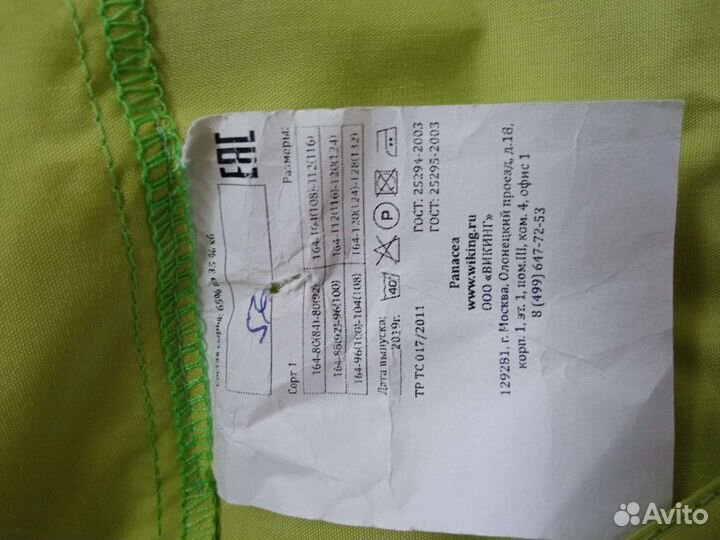 Состав сырья: 65% пэ 35 % хб
ЕАС
52
Сорт 1 Размеры:
164-80(84)-80(92) 164-104(108)-112(116)
164-88(92)-96(100) 164-112(116)-120(124)
164-96(100)-104(108) 164-120(124)-128(132)
Дата выпуска: 40° P
2019г.
ГОСТ: 25294-2003
ТР ТС 017/2011 ГОСТ: 25295-2003
Panacea
www.wiking.ru
ООО «ВИКИНГ»
129281, г. Москва, Олонецкий проезд, д.18,
корп. 1, эт. 1, пом.III, ком. 4, офис 1
8 (499) 647-72-53
Avito